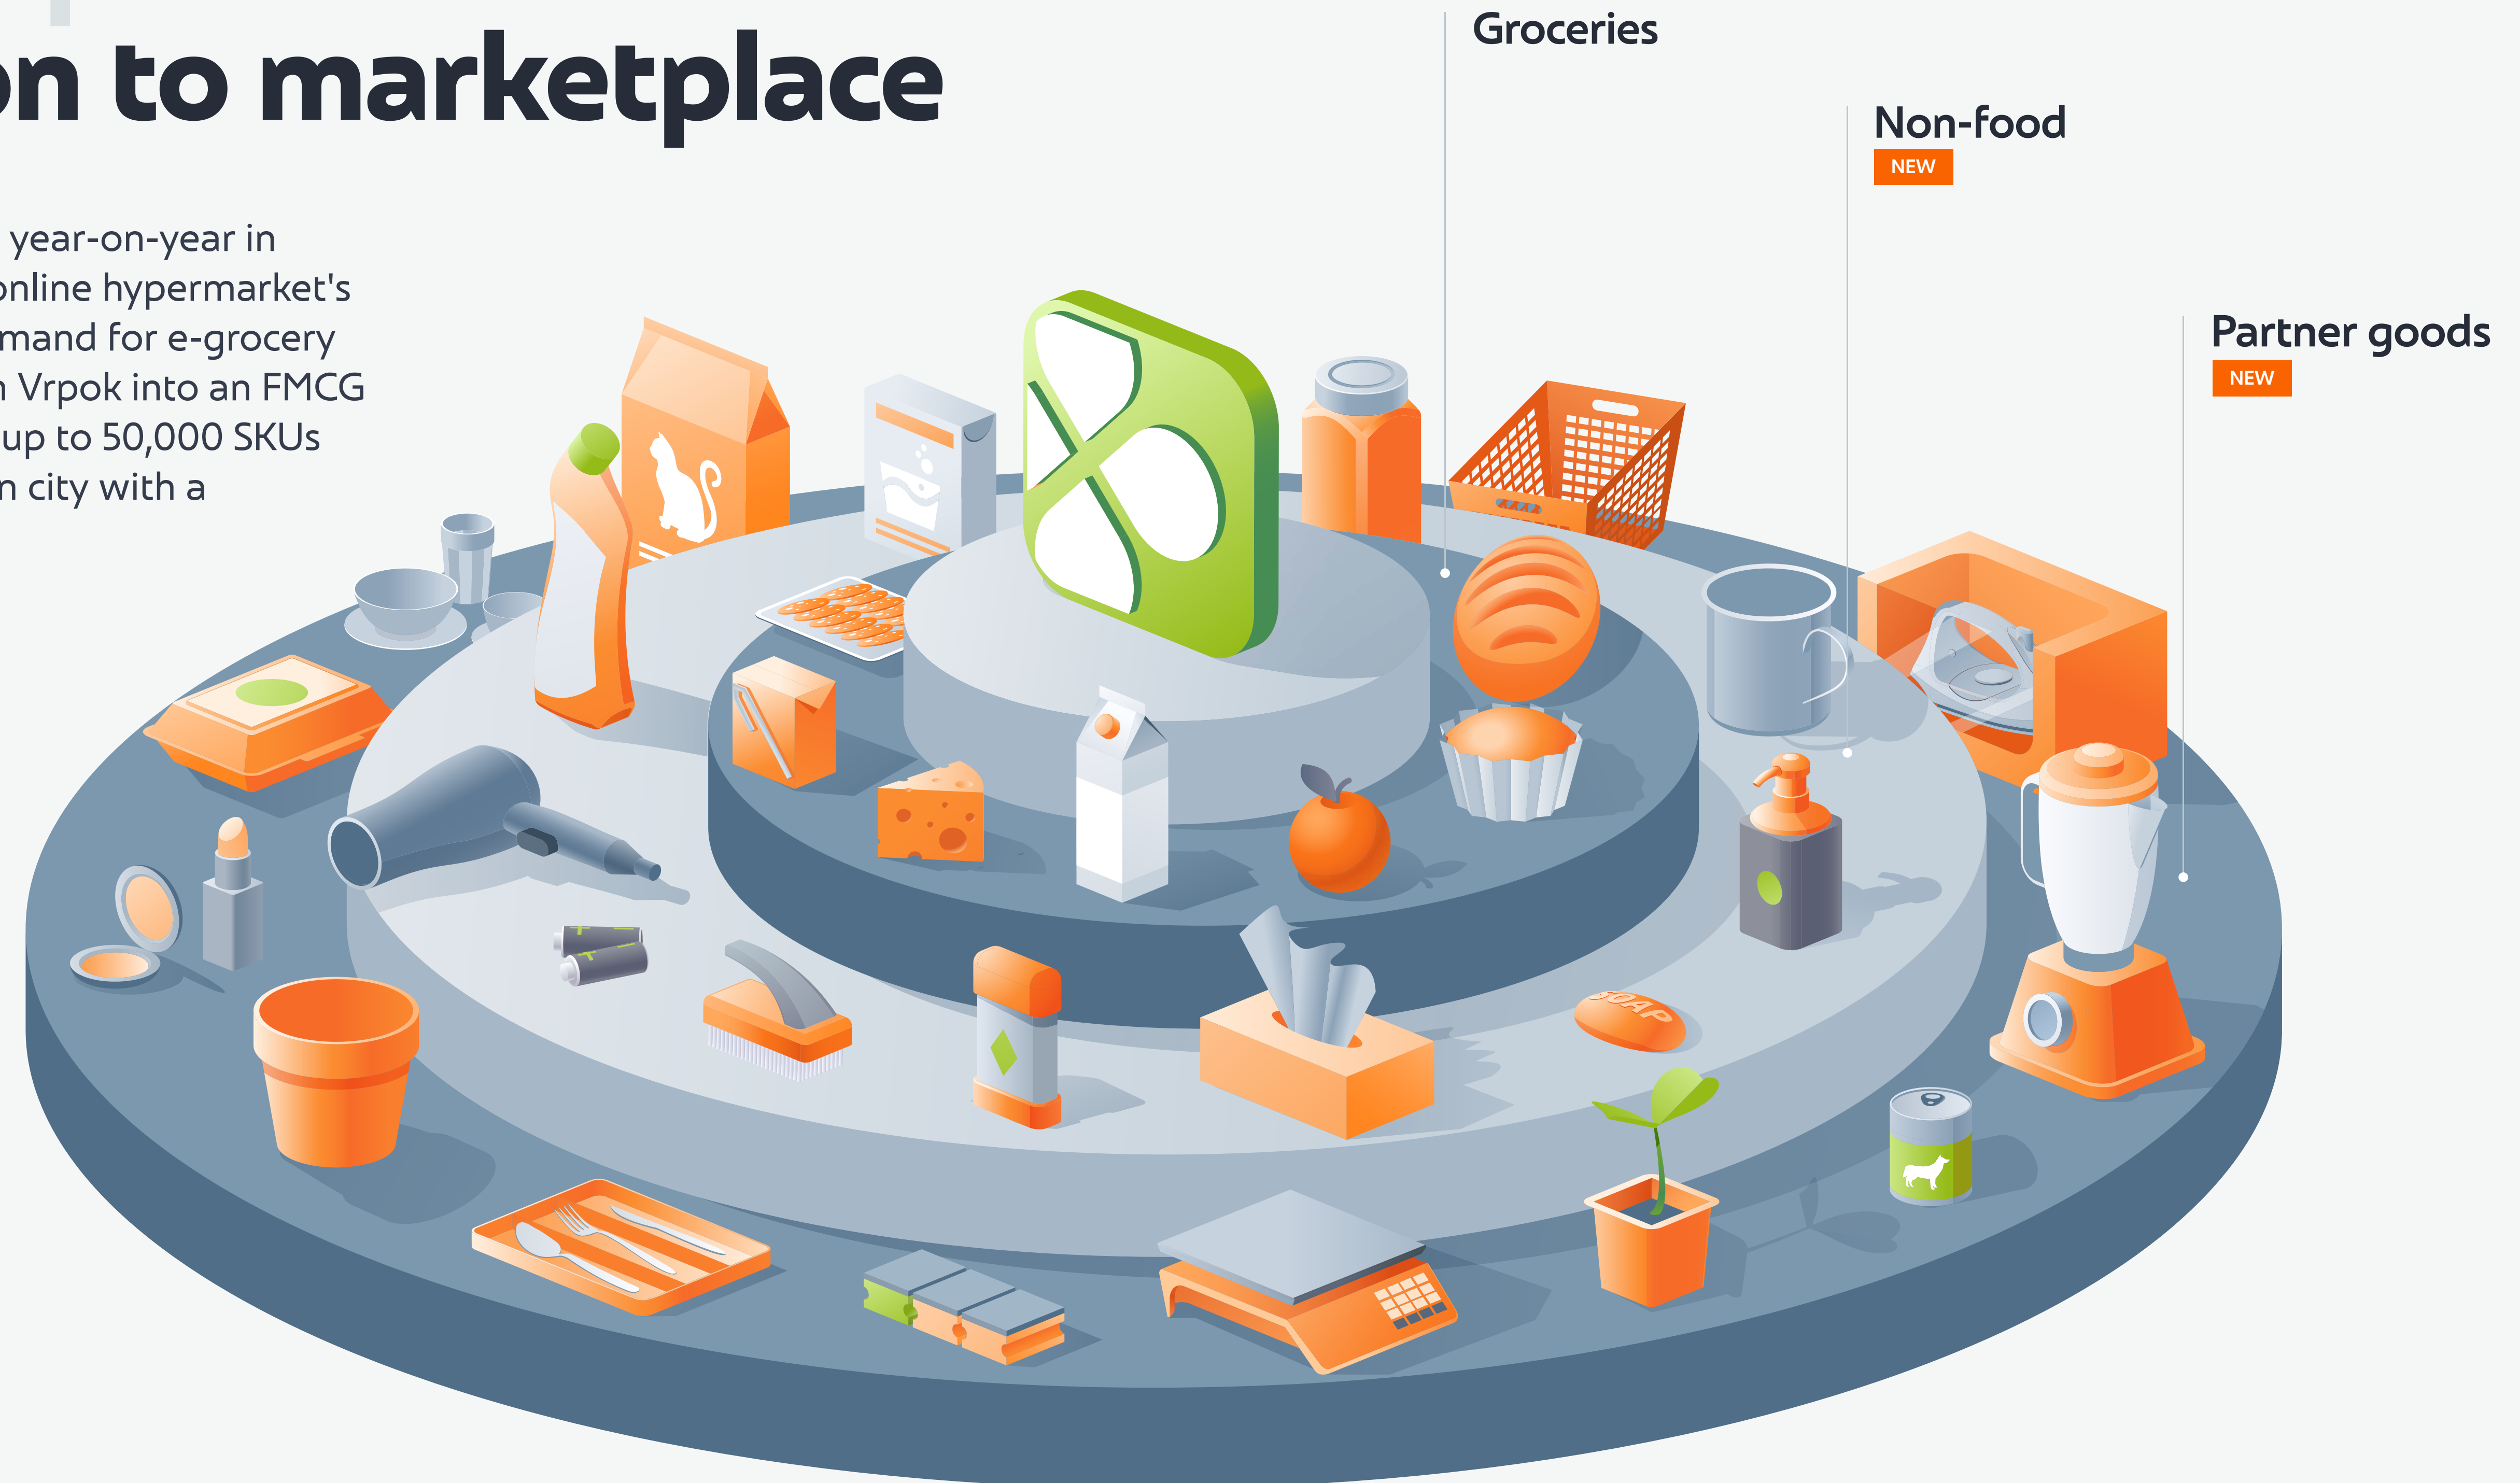 on to marketplace
year-on-year in
online hypermarket's
mand for e-grocery
Vrpok into an FMCG
up to 50,000 SKUs
n city with a
Groceries
Non-food
NEW
Partner goods
NEW
SOAP